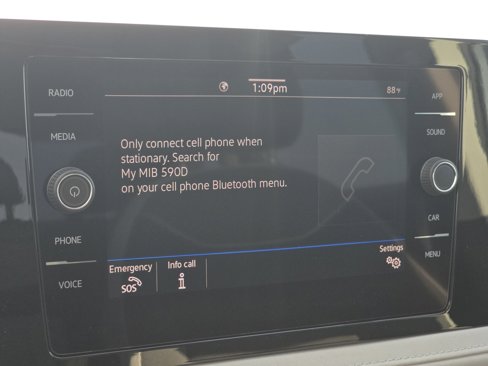 RADIO
MEDIA
PHONE
VOICE
1:09pm
88°F
Only connect cell phone when
stationary. Search for
My MIB 590D
on your cell phone Bluetooth menu.
Emergency
SOS
Info call
Settings
APP
SOUND
CAR
MENU